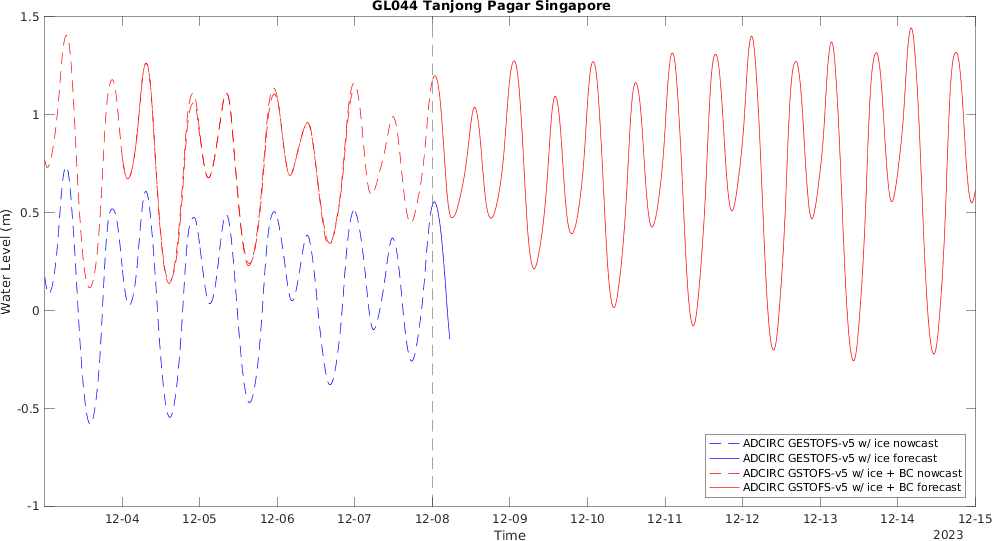 GL044 Tanjong Pagar Singapore
1.5
1
0.5
0
-0.5
-1
Water Level (m)
12-04 12-05 12-06 12-07 12-08 12-09 12-10 12-11 12-12 12-13 12-14 12-15
Time
2023
ADCIRC GESTOFS-v5 w/ ice nowcast
ADCIRC GESTOFS-v5 w/ ice forecast
ADCIRC GSTOFS-v5 w/ ice + BC nowcast
ADCIRC GSTOFS-v5 w/ ice + BC forecast